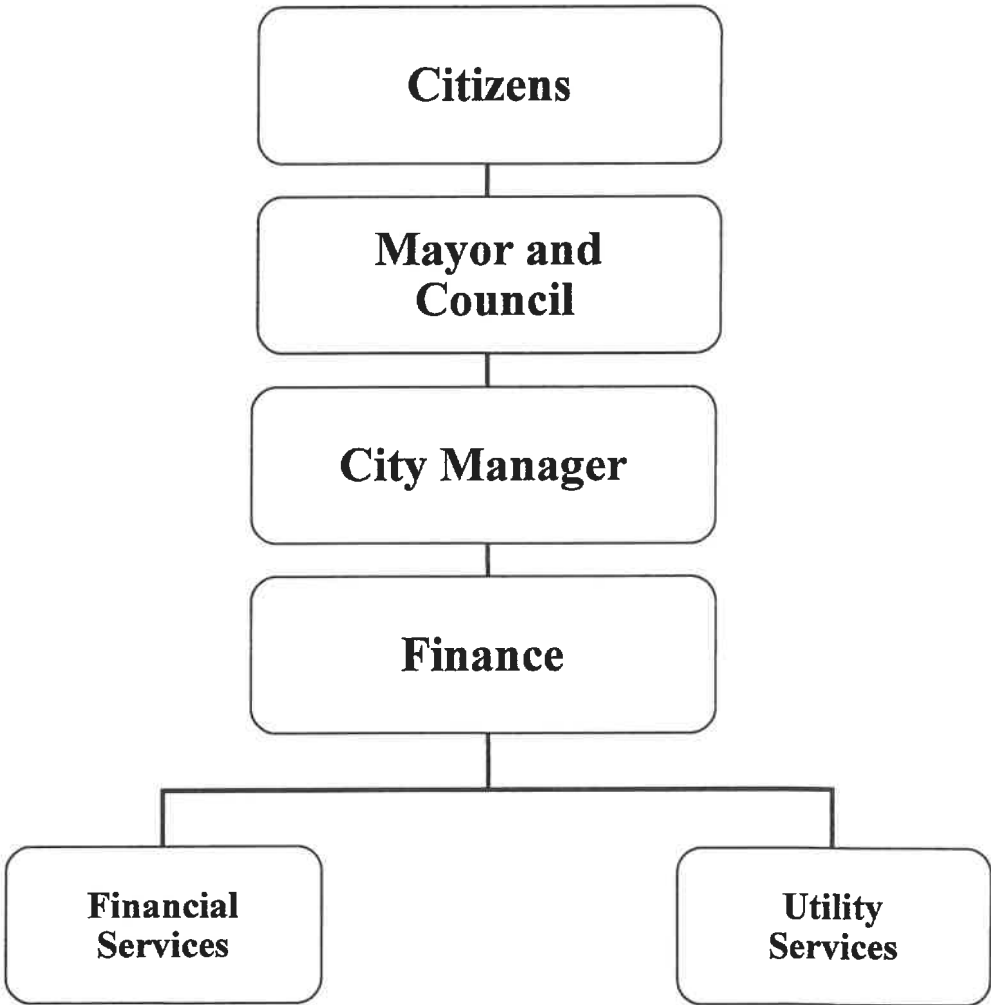 Citizens
Mayor and
Council
City Manager
Finance
Financial
Services
Utility
Services